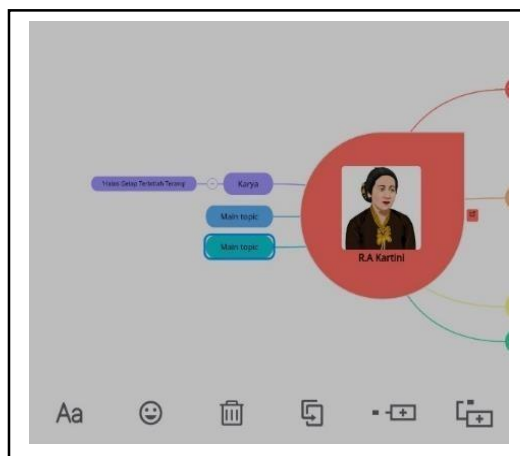 Habis Gelap Terbitlah Terang
Karya
Main topic
Main topic
R.A Kartini
Aa